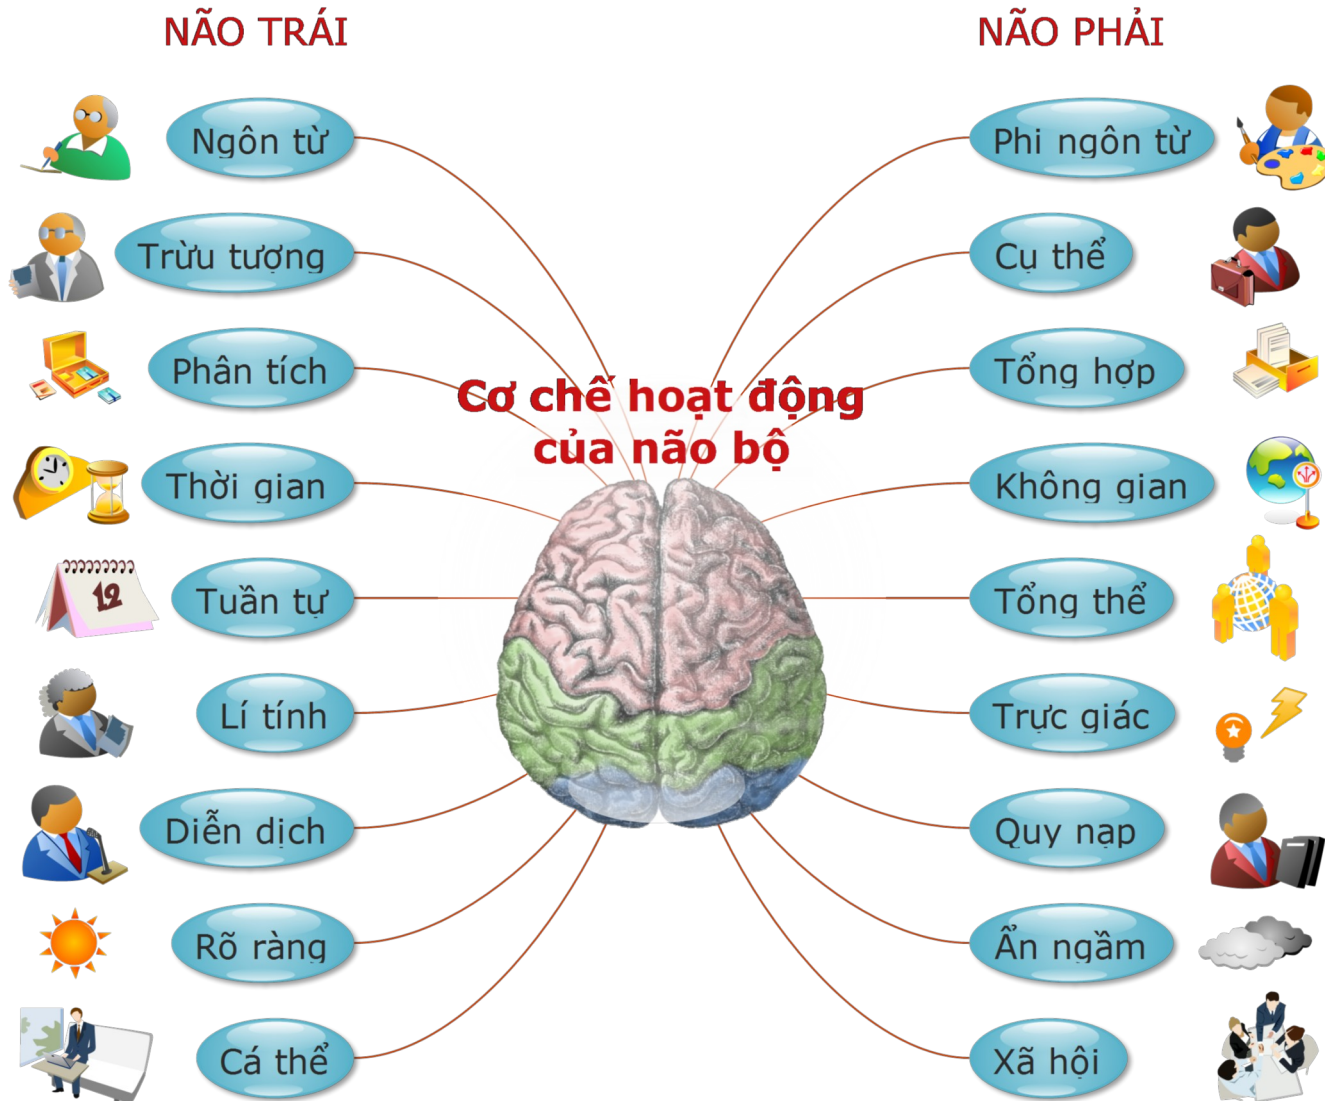 NÃO TRÁI
NÃO PHẢI
Ngôn từ
Phi ngôn từ
Trừu tượng
Cụ thể
Phân tích
Tổng hợp
Cơ chế hoạt động
của não bộ
Thời gian
Không gian
12
Tuần tự
Tổng thể
Lí tính
Trực giác
Diễn dịch
Quy nạp
Rõ ràng
Ẩn ngầm
Cá thể
Xã hội